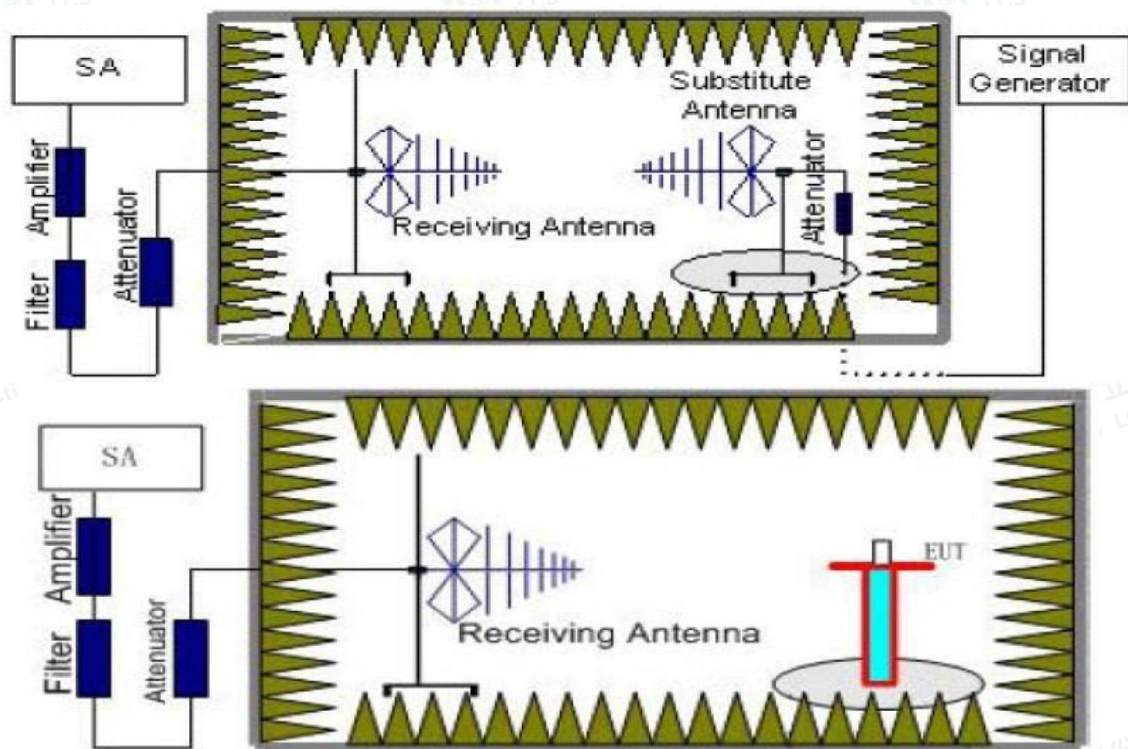 SA
Signal
Generator
Substitute
Antenna
Amplifier
Attenuator
Attenuator
Receiving Antenna
Filter
SA
Amplifier
EUT
Receiving Antenna
Filter
Attenuator